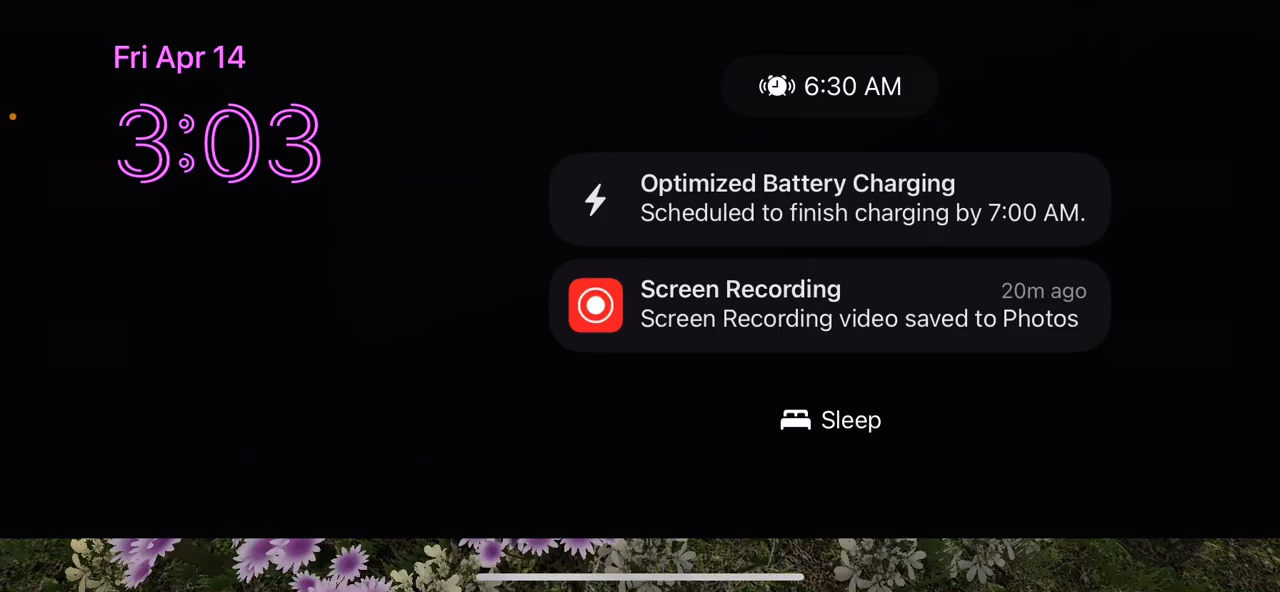 Fri Apr 14
3:03
6:30 AM
Optimized Battery Charging
Scheduled to finish charging by 7:00 AM.
Screen Recording 20m ago
Screen Recording video saved to Photos
Sleep